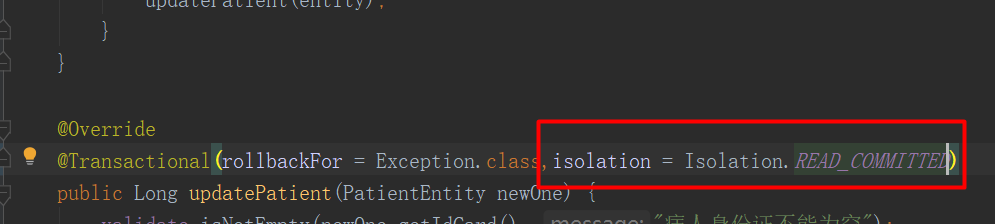 updatePatient(entity);
}
}
@Override
@Transactional(rollbackFor = Exception.class,isolation = Isolation.READ_COMMITTED)
public Long updatePatient(PatientEntity newOne) {
validate.isNotEmpty(newOne.getIdCard(), message: "病人身份证不能为空");